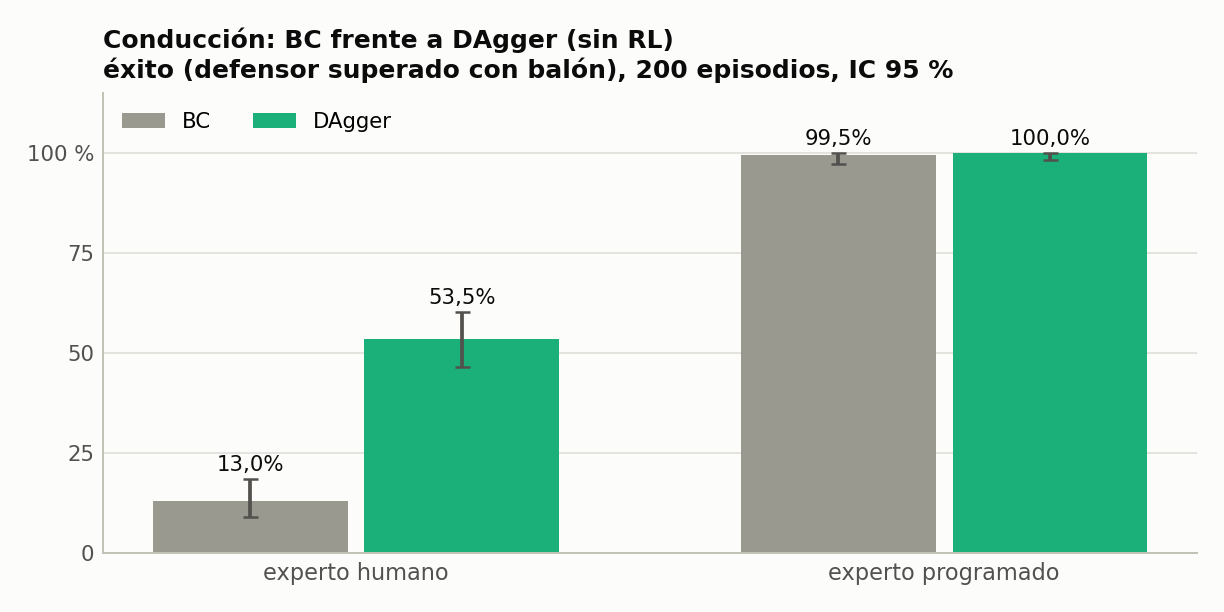 Conducción: BC frente a DAgger (sin RL)
éxito (defensor superado con balón), 200 episodios, IC 95 %
BC
DAgger
100 %
75
50
25
0
13,0%
53,5%
99,5%
100,0%
experto humano
experto programado